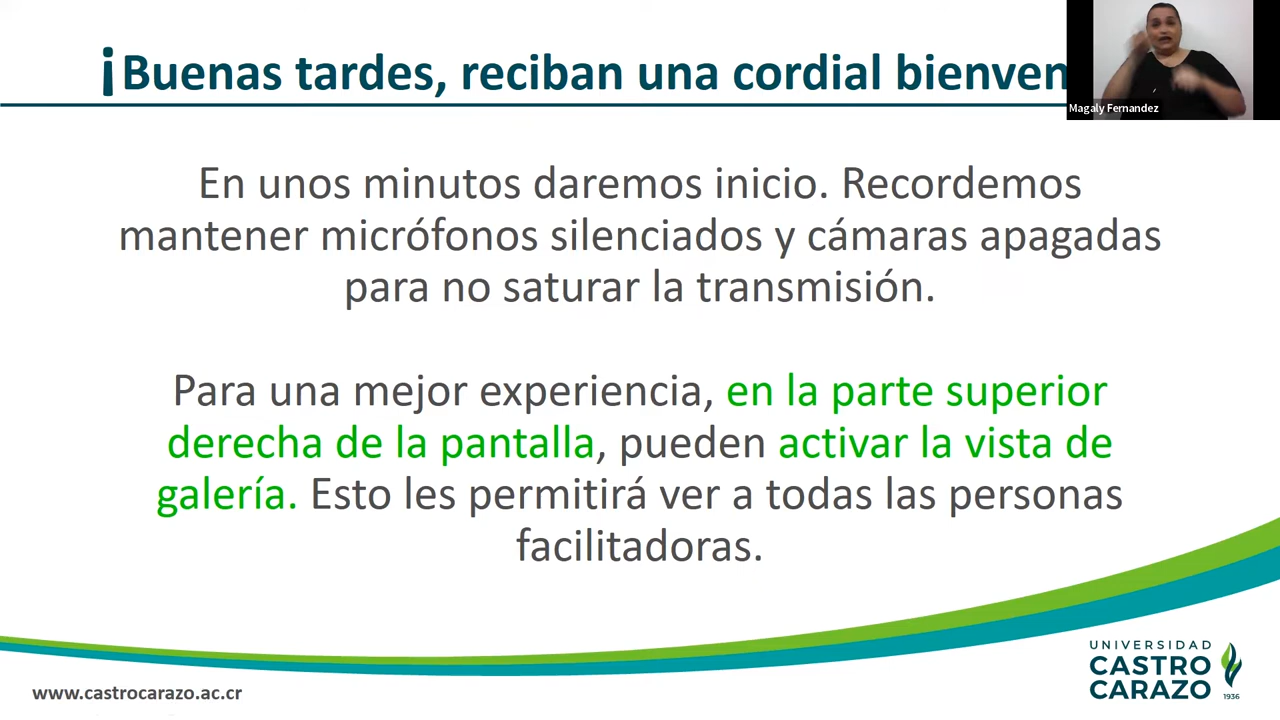 ¡Buenas tardes, reciban una cordial
Magaly Fernandez
En unos minutos daremos inicio. Recordemos
mantener micrófonos silenciados y cámaras apagadas
para no saturar la transmisión.
Para una mejor experiencia, en la parte superior
derecha de la pantalla, pueden activar la vista de
galería. Esto les permitirá ver a todas las personas
facilitadoras.
www.castrocarazo.ac.cr
UNIVERSIDAD
CASTRO
CARAZO
1936